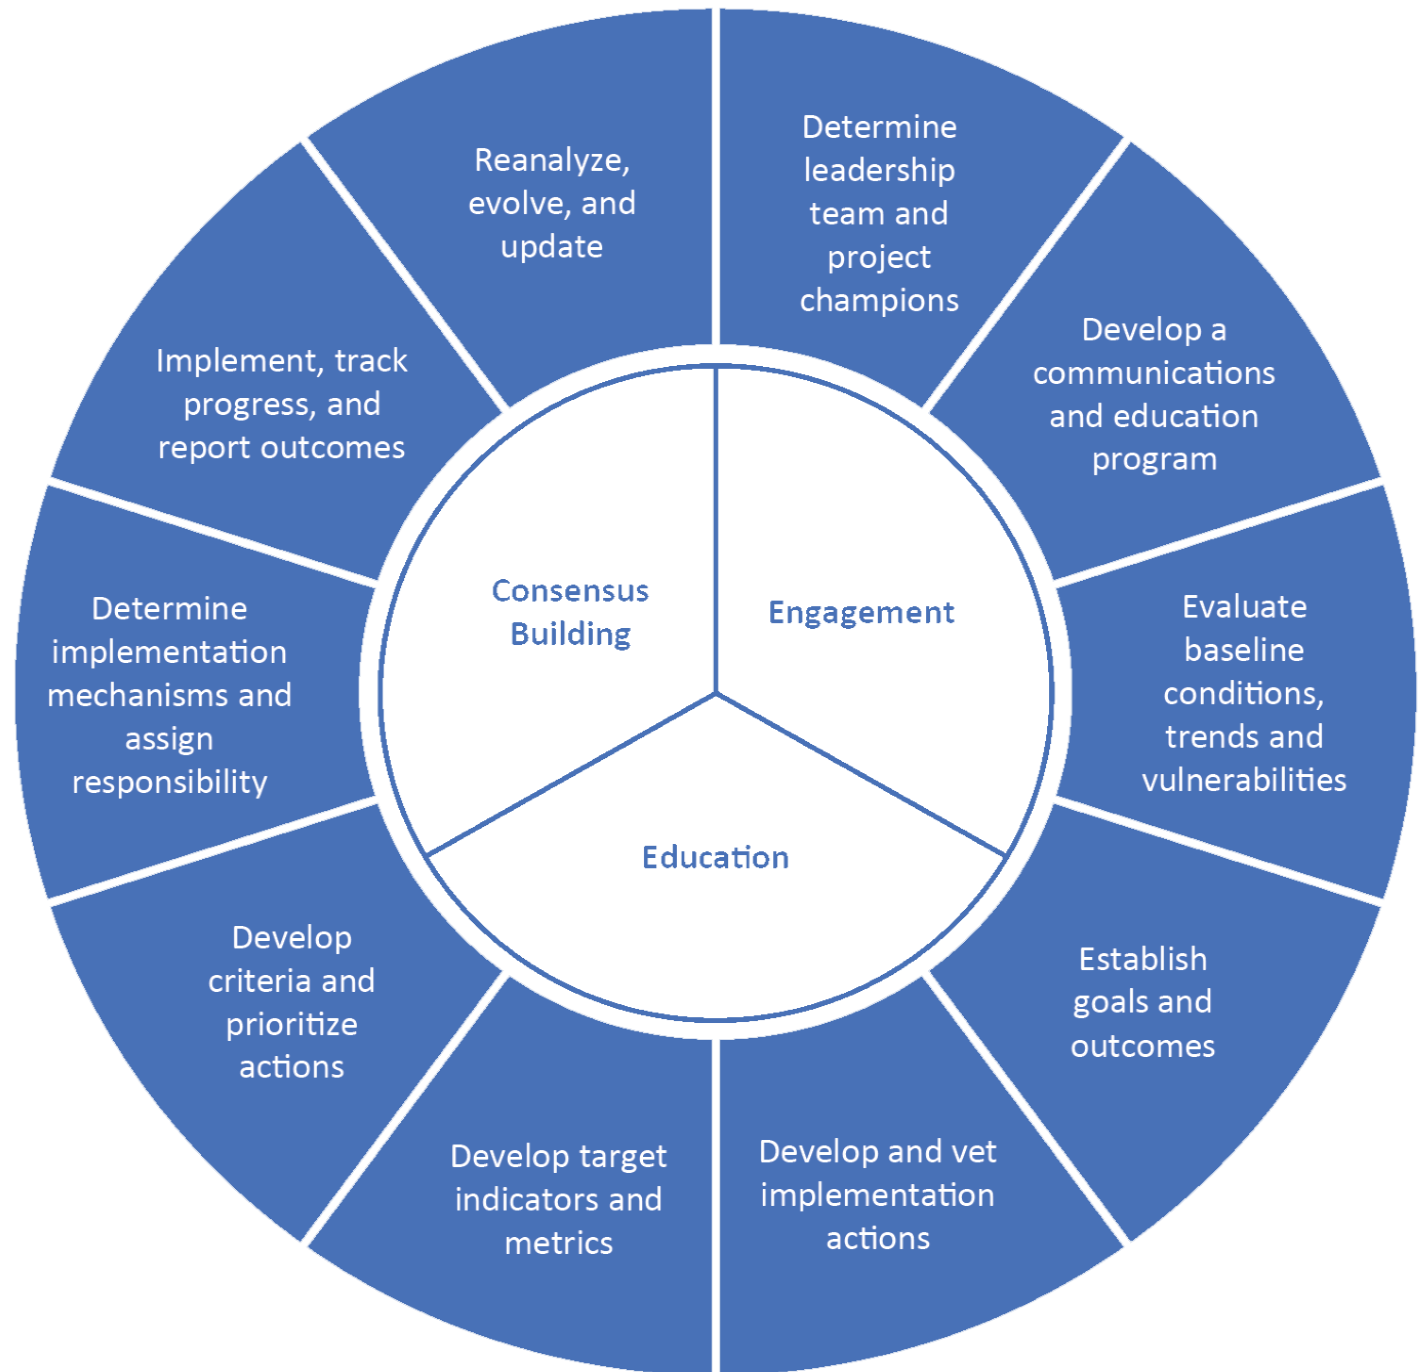 Determine
leadership
team and
project
champions
Develop a
communications
and education
program
Evaluate
baseline
conditions,
trends and
vulnerabilities
Establish
goals and
outcomes
Develop and vet
implementation
actions
Develop target
indicators and
metrics
Develop
criteria and
prioritize
actions
Determine
implementation
mechanisms and
assign
responsibility
Implement, track
progress, and
report outcomes
Reanalyze,
evolve, and
update
Consensus
Building
Engagement
Education